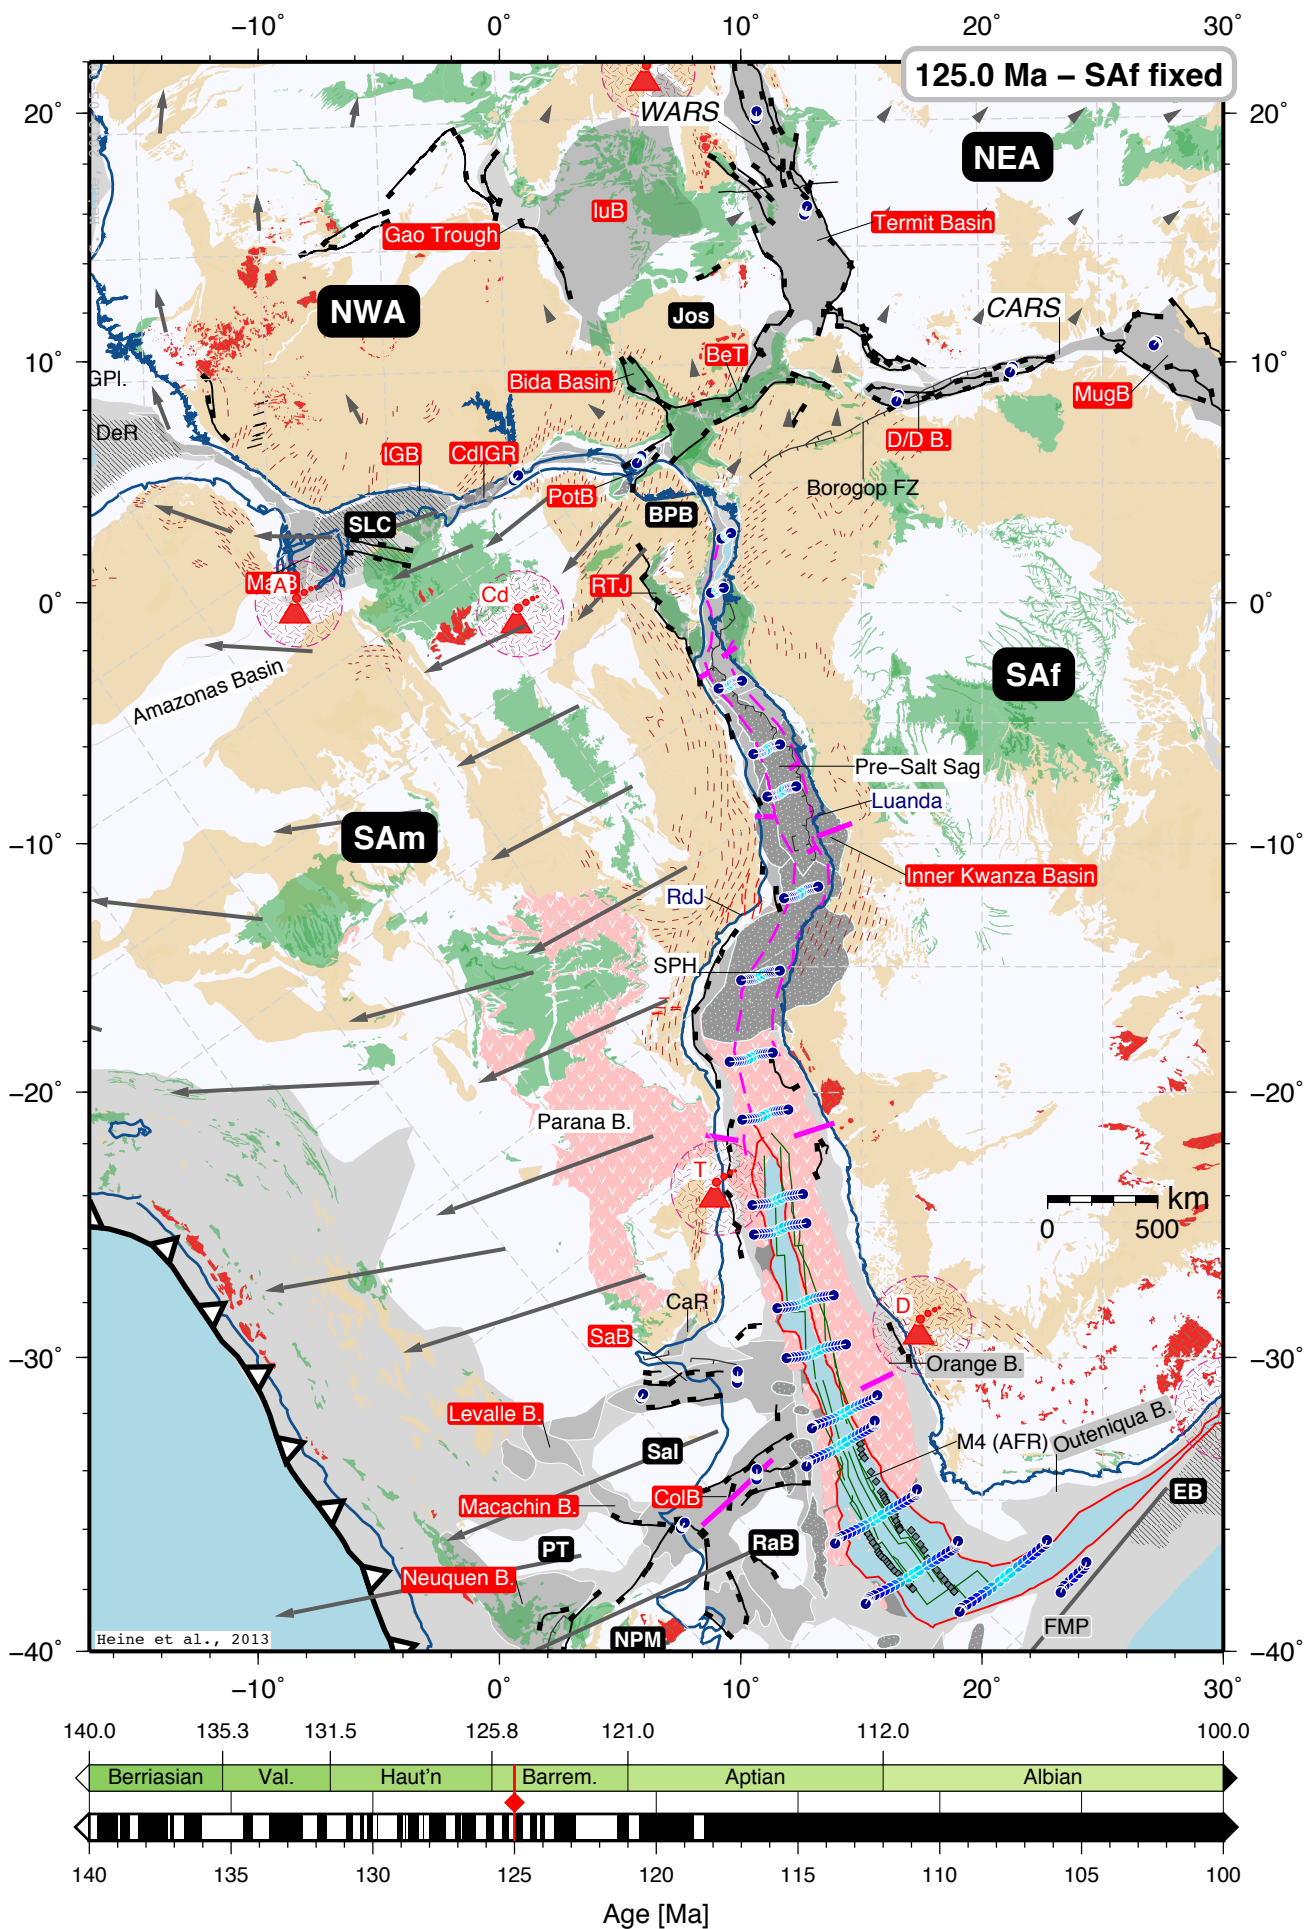 −10˚ 0˚ 10˚ 20˚ 30˚
125.0 Ma − SAf fixed
20˚ 20˚
WARS
NEA
IuB
Termit Basin
Gao Trough
NWA
CARS
Jos
BeT
10˚ 10˚
GPl.
Bida Basin
MugB
DeR
D/D B.
IGB
CdIGR
Borogop FZ
PotB
BPB
SLC
A
Cd
RTJ
0˚ 0˚
Amazonas Basin
SAf
Pre−Salt Sag
Luanda
SAm
−10˚ −10˚
Inner Kwanza Basin
RdJ
SPH
−20˚ −20˚
Parana B.
T
km
0 500
CaR
D
SaB
Orange B.
−30˚ −30˚
Levalle B.
Outeniqua B.
M4 (AFR)
Sal
EB
ColB
Macachin B.
RaB
PT
Neuquen B.
FMP
NPM
Heine et al., 2013
−40˚ −40˚
−10˚ 0˚ 10˚ 20˚ 30˚
140.0 135.3 131.5 125.8 121.0 112.0 100.0
Berriasian Val. Haut'n Barrem. Aptian Albian
140 135 130 125 120 115 110 105 100
Age [Ma]